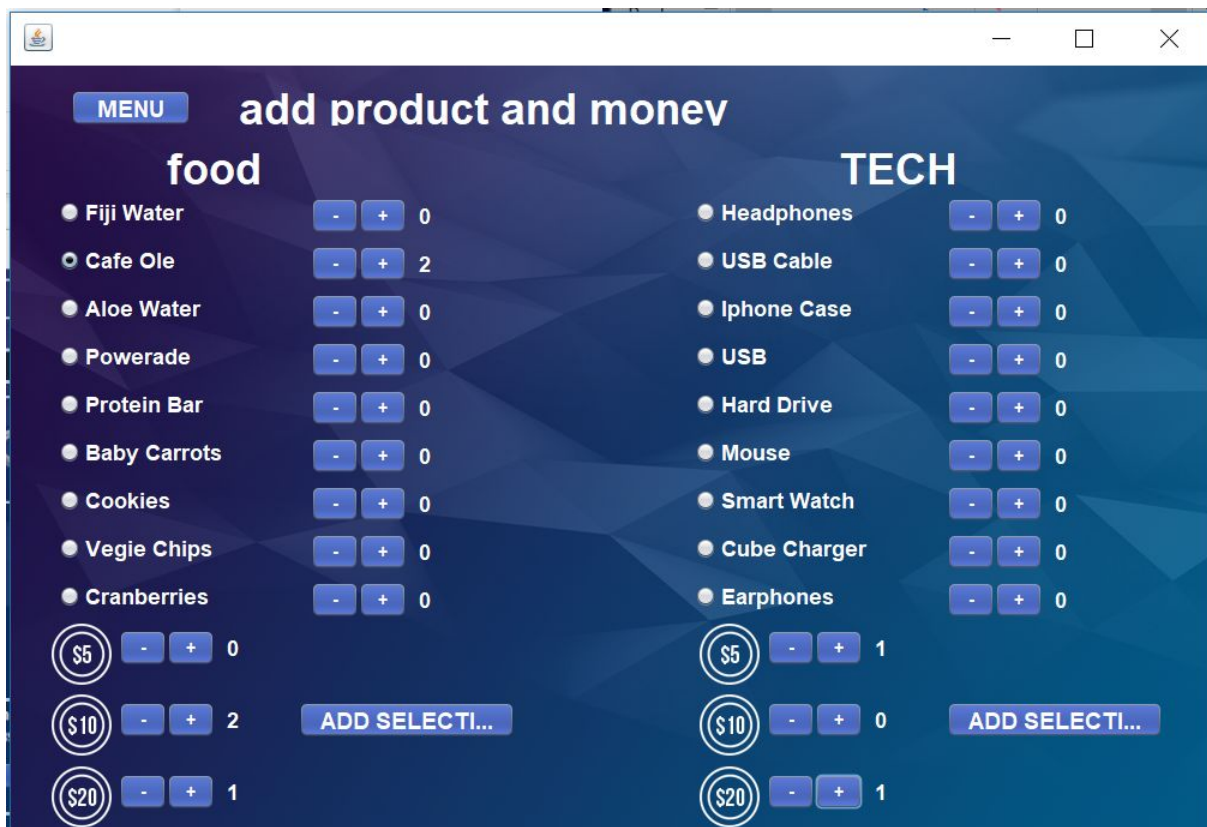 MENU add product and money
food TECH
Fiji Water - + 0 Headphones - + 0
Cafe Ole - + 2 USB Cable - + 0
Aloe Water - + 0 Iphone Case - + 0
Powerade - + 0 USB - + 0
Protein Bar - + 0 Hard Drive - + 0
Baby Carrots - + 0 Mouse - + 0
Cookies - + 0 Smart Watch - + 0
Vegie Chips - + 0 Cube Charger - + 0
Cranberries - + 0 Earphones - + 0
$5 - + 0 $5 - + 1
$10 - + 2 ADD SELECTI... $10 - + 0 ADD SELECTI...
$20 - + 1 $20 - + 1